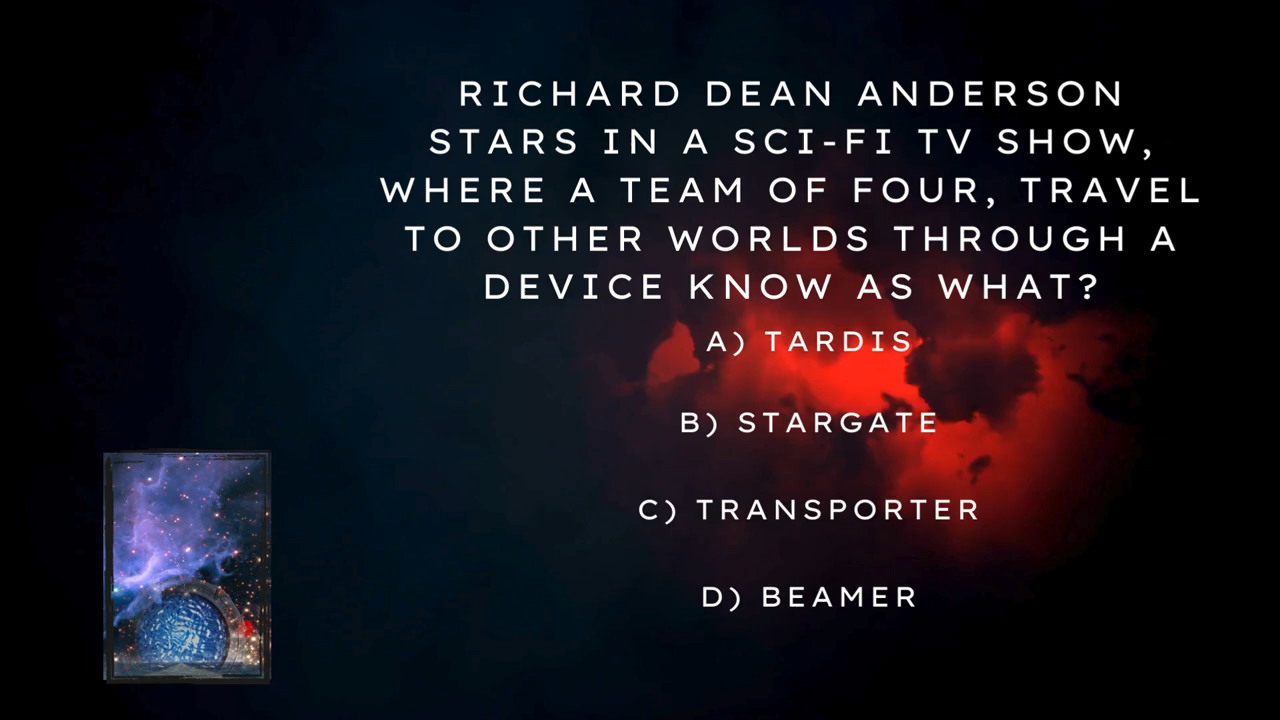 RICHARD DEAN ANDERSON
STARS IN A SCI-FI TV SHOW,
WHERE A TEAM OF FOUR, TRAVEL
TO OTHER WORLDS THROUGH A
DEVICE KNOW AS WHAT?
A) TARDIS
B) STARGATE
C) TRANSPORTER
D) BEAMER